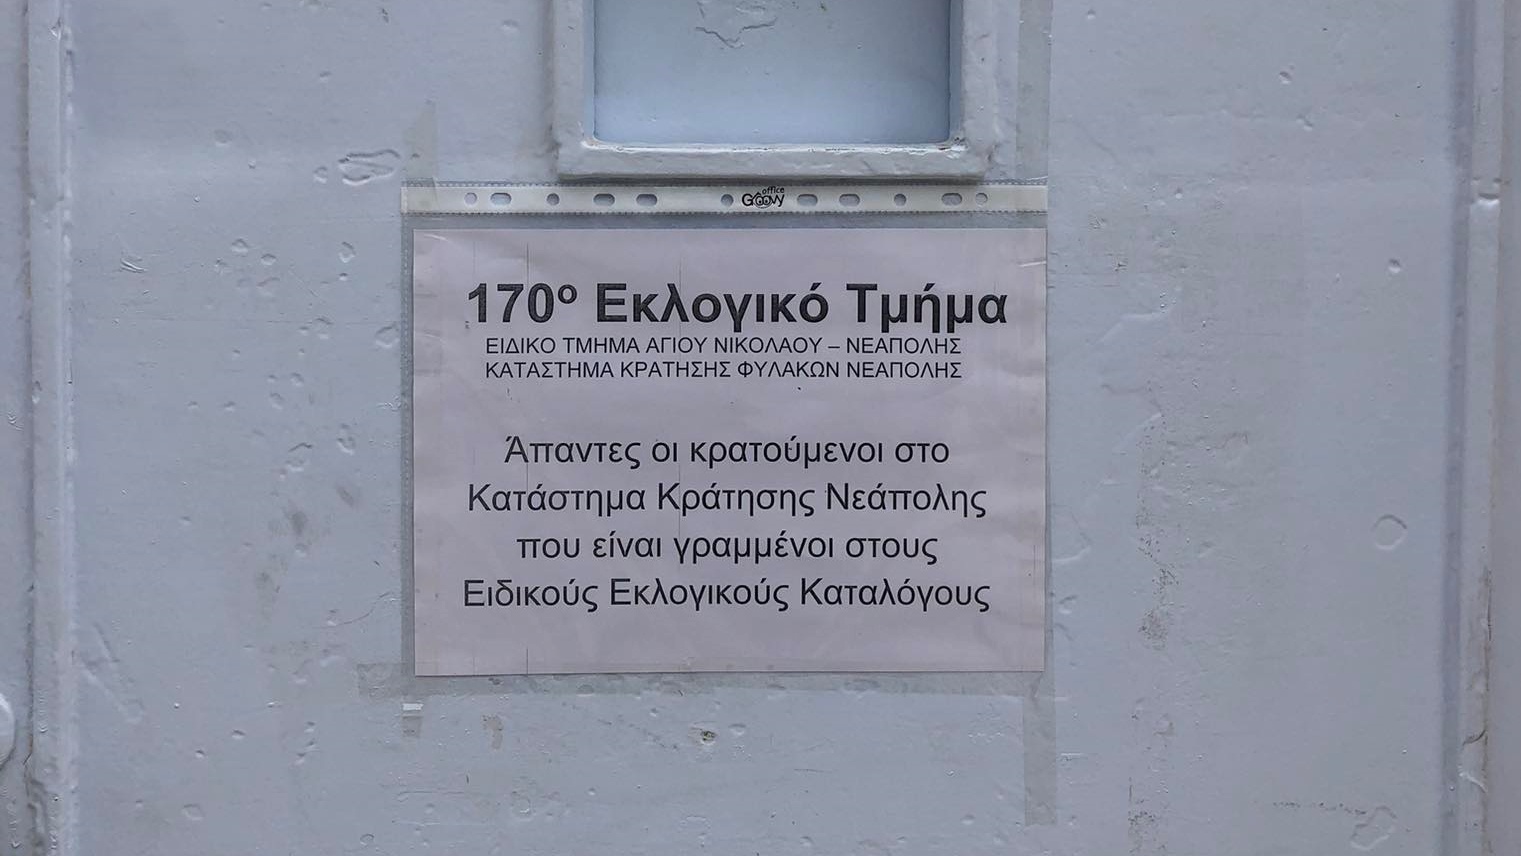 office
Groovy
170ο Εκλογικό Τμήμα
ΕΙΔΙΚΟ ΤΜΗΜΑ ΑΓΙΟΥ ΝΙΚΟΛΑΟΥ – ΝΕΑΠΟΛΗΣ
ΚΑΤΑΣΤΗΜΑ ΚΡΑΤΗΣΗΣ ΦΥΛΑΚΩΝ ΝΕΑΠΟΛΗΣ
Άπαντες οι κρατούμενοι στο
Κατάστημα Κράτησης Νεάπολης
που είναι γραμμένοι στους
Ειδικούς Εκλογικούς Καταλόγους